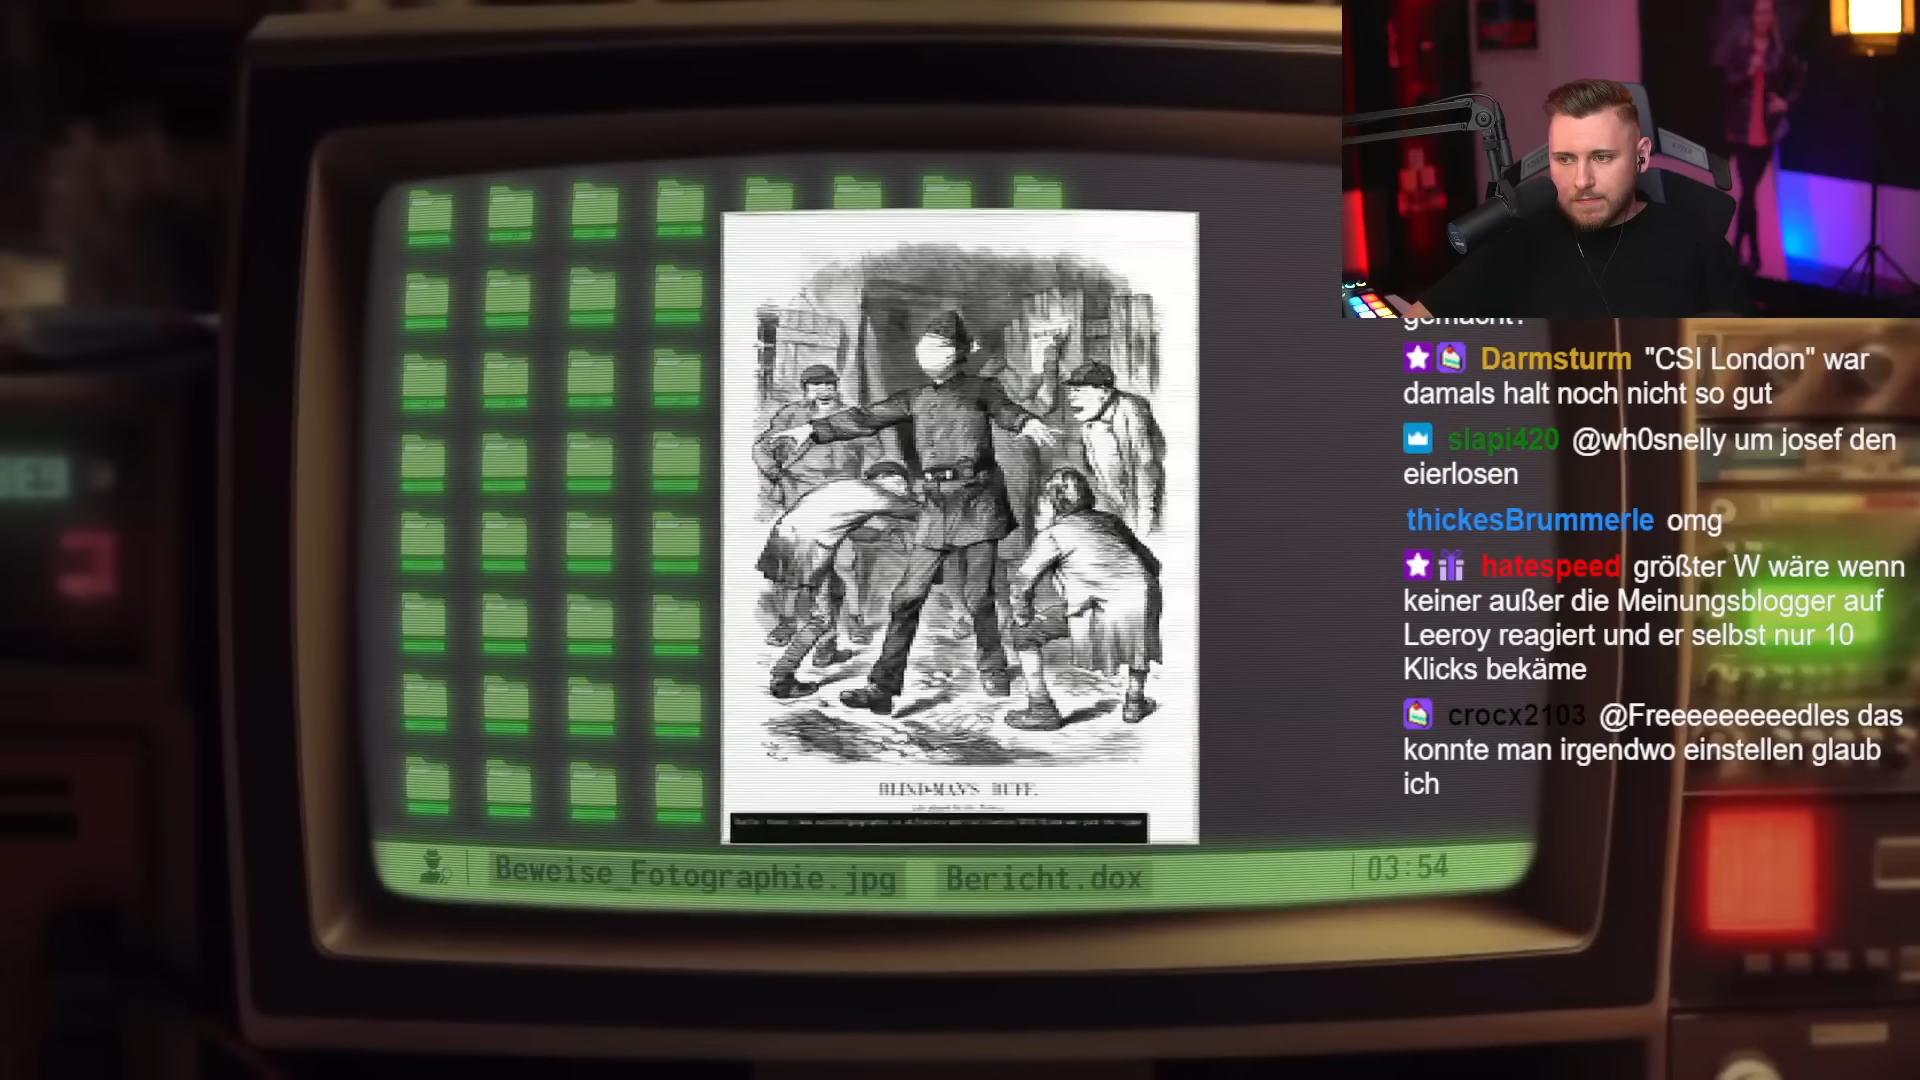 BLIND-MAN'S BUFF.
Beweise_Fotographie.jpg
Bericht.dox
03:54
gemacht?
Darmsturm "CSI London" war
damals halt noch nicht so gut
slapi420 @wh0snelly um josef den
eierlosen
thickesBrummerle omg
hatespeed größter W wäre wenn
keiner außer die Meinungsblogger auf
Leeroy reagiert und er selbst nur 10
Klicks bekäme
crocx2103 @Freeeeeeeeedles das
konnte man irgendwo einstellen glaub
ich